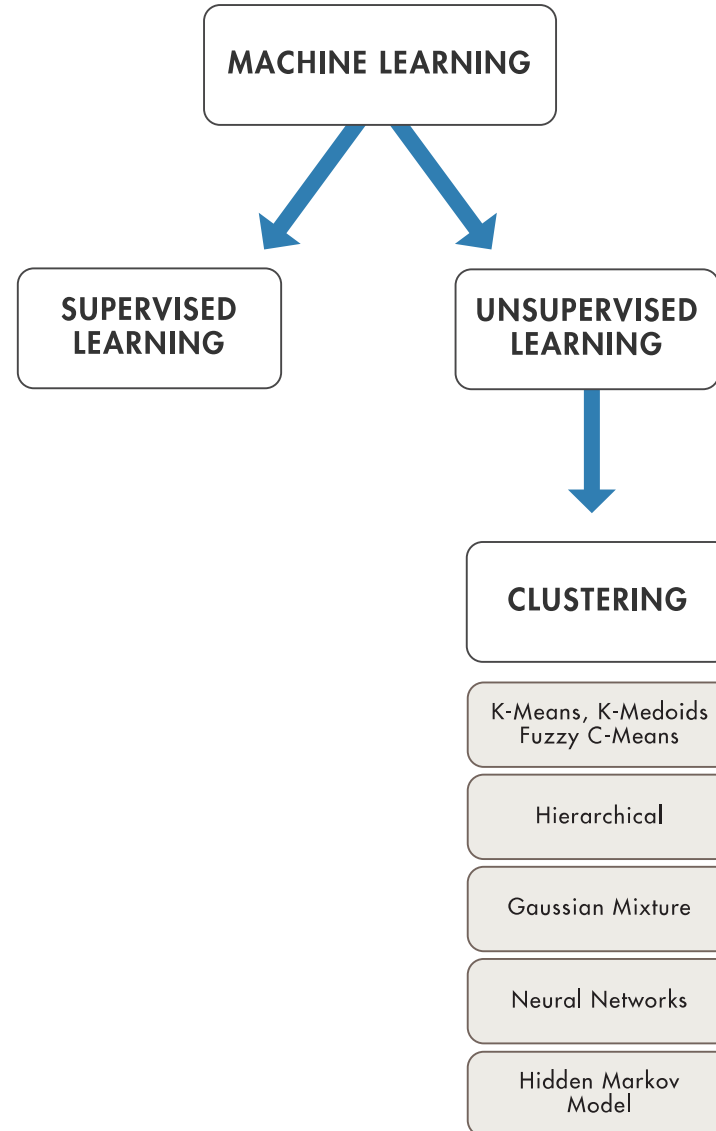 MACHINE LEARNING
SUPERVISED
LEARNING
UNSUPERVISED
LEARNING
CLUSTERING
K-Means, K-Medoids
Fuzzy C-Means
Hierarchical
Gaussian Mixture
Neural Networks
Hidden Markov
Model